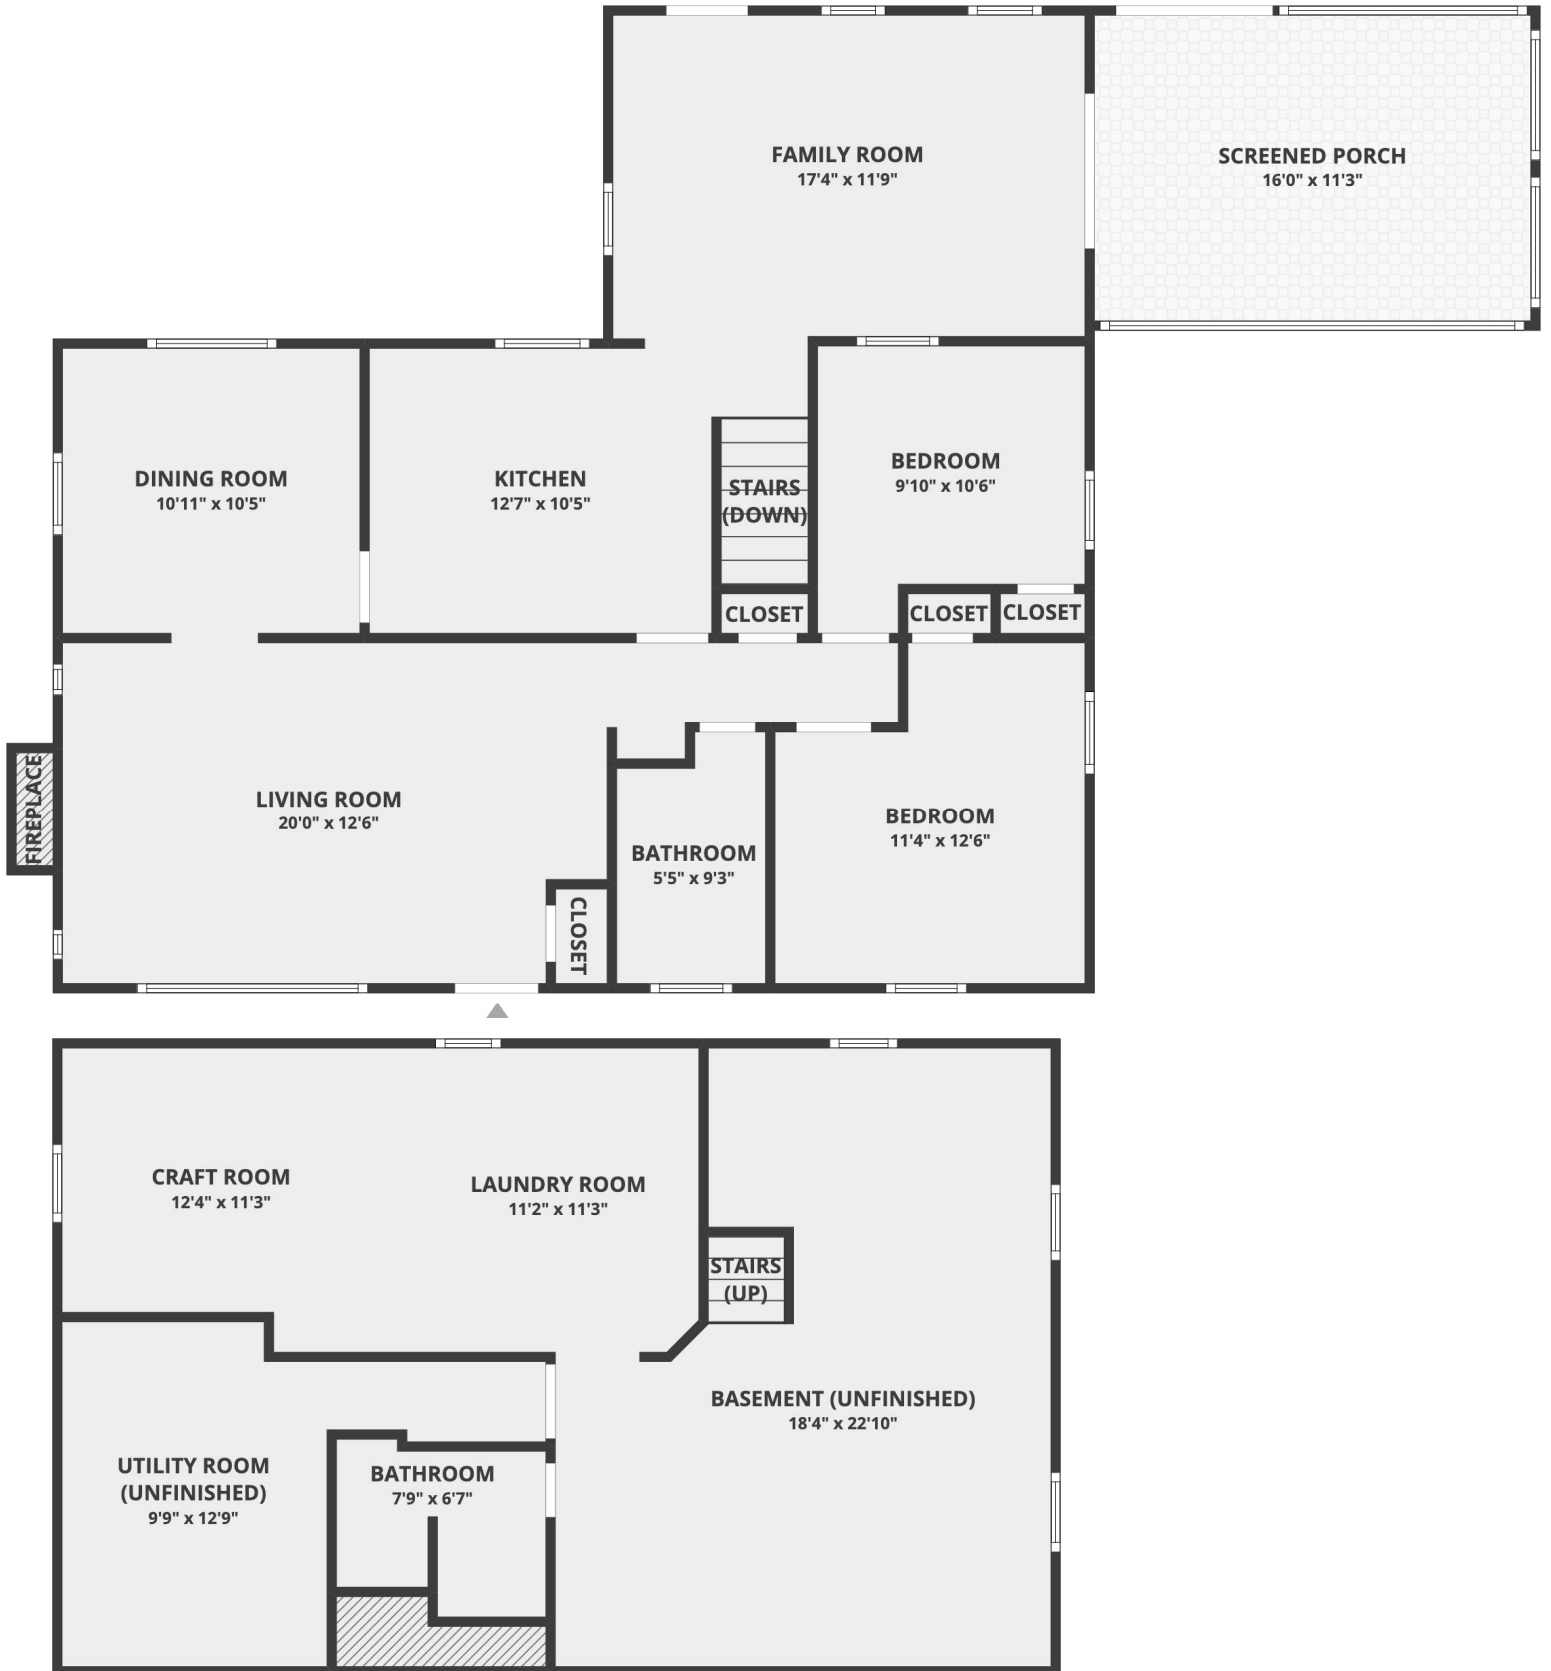 FAMILY ROOM
17'4" x 11'9"
SCREENED PORCH
16'0" x 11'3"
DINING ROOM
10'11" x 10'5"
KITCHEN
12'7" x 10'5"
STAIRS
(DOWN)
BEDROOM
9'10" x 10'6"
CLOSET
CLOSET
CLOSET
FIREPLACE
LIVING ROOM
20'0" x 12'6"
CLOSET
BATHROOM
5'5" x 9'3"
BEDROOM
11'4" x 12'6"
CRAFT ROOM
12'4" x 11'3"
LAUNDRY ROOM
11'2" x 11'3"
STAIRS
(UP)
BASEMENT (UNFINISHED)
18'4" x 22'10"
UTILITY ROOM
(UNFINISHED)
9'9" x 12'9"
BATHROOM
7'9" x 6'7"